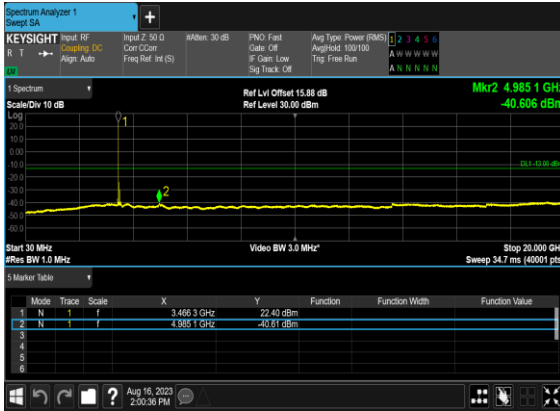 Spectrum Analyzer 1
Swept SA
+
KEYSIGHT Input: RF Input Z: 50 Ω #Atten: 30 dB PNO: Fast Avg Type: Power (RMS) 1 2 3 4 5 6
R T Coupling: DC Corr CCorr Gate: Off Avg|Hold: 100/100 A W W W W W
Align: Auto Freq Ref: Int (S) IF Gain: Low Trig: Free Run
Sig Track: Off A N N N N N
1 Spectrum Ref Lvl Offset 15.88 dB Mkr2 4.985 1 GHz
Scale/Div 10 dB Ref Level 30.00 dBm -40.606 dBm
Log
20.0
1
10.0
0.00
-10.0
DL1 -13.00 dBm
-20.0
-30.0
2
-40.0
-50.0
-60.0
Start 30 MHz Video BW 3.0 MHz* Stop 20.000 GH
#Res BW 1.0 MHz Sweep 34.7 ms (40001 pts
5 Marker Table
Mode Trace Scale X Y Function Function Width Function Value
1 N 1 f 3.466 3 GHz 22.40 dBm
2 N 1 f 4.985 1 GHz -40.61 dBm
3
4
5
6
? Aug 16, 2023
2:00:36 PM